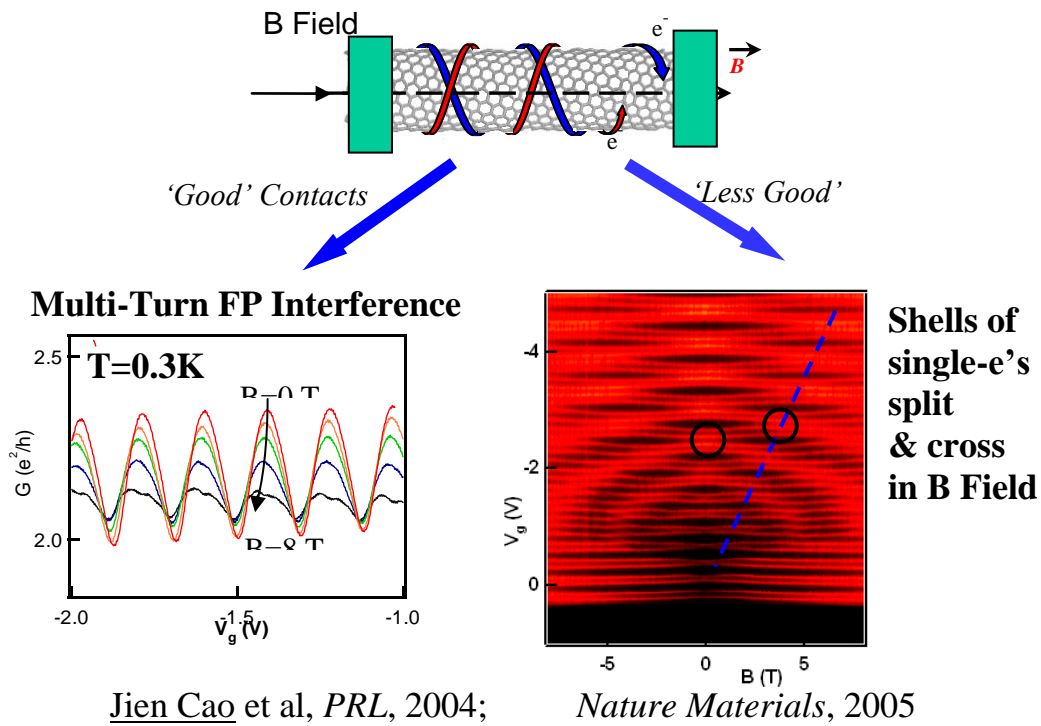 B Field
e-
B
e-
‘Good’ Contacts
‘Less Good’
Multi-Turn FP Interference
2.5
T=0.3K
B=0 T
G (e²/h)
B=8 T
2.0
-2.0
-1.5
-1.0
Vg (V)
-4
-2
0
Vg (V)
-5
0
5
B (T)
Shells of
single-e's
split
& cross
in B Field
Jien Cao et al, PRL, 2004; Nature Materials, 2005